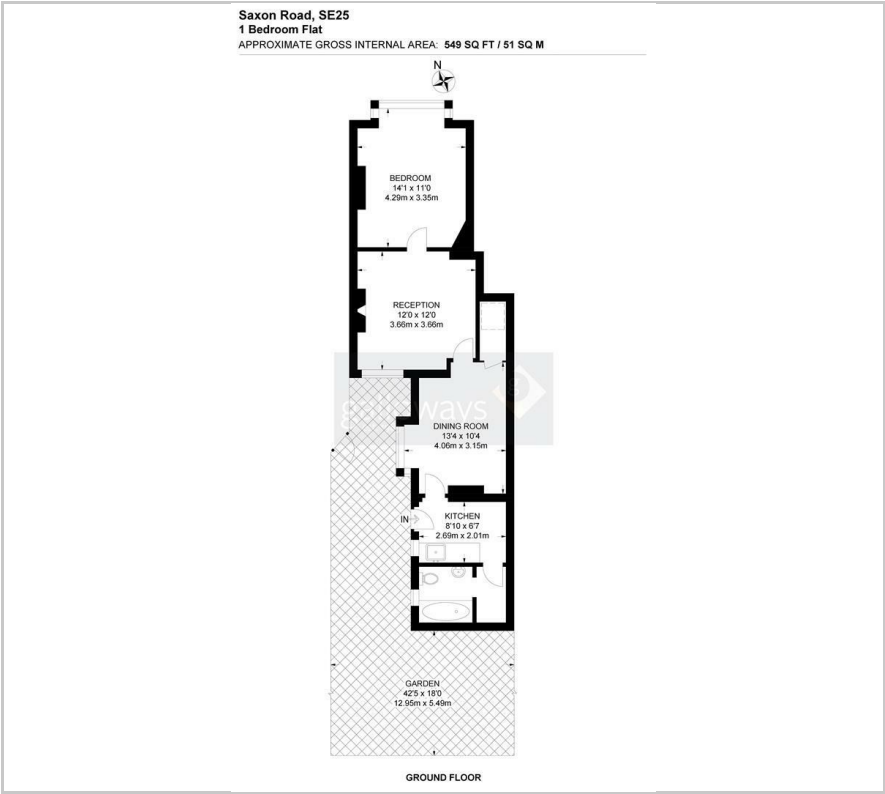 Saxon Road, SE25
1 Bedroom Flat
APPROXIMATE GROSS INTERNAL AREA: 549 SQ FT / 51 SQ M
N
BEDROOM
14'1 x 11'0
4.29m x 3.35m
RECEPTION
12'0 x 12'0
3.66m x 3.66m
DINING ROOM
13'4 x 10'4
4.06m x 3.15m
KITCHEN
8'10 x 6'7
2.69m x 2.01m
IN
GARDEN
42'5 x 18'0
12.95m x 5.49m
GROUND FLOOR